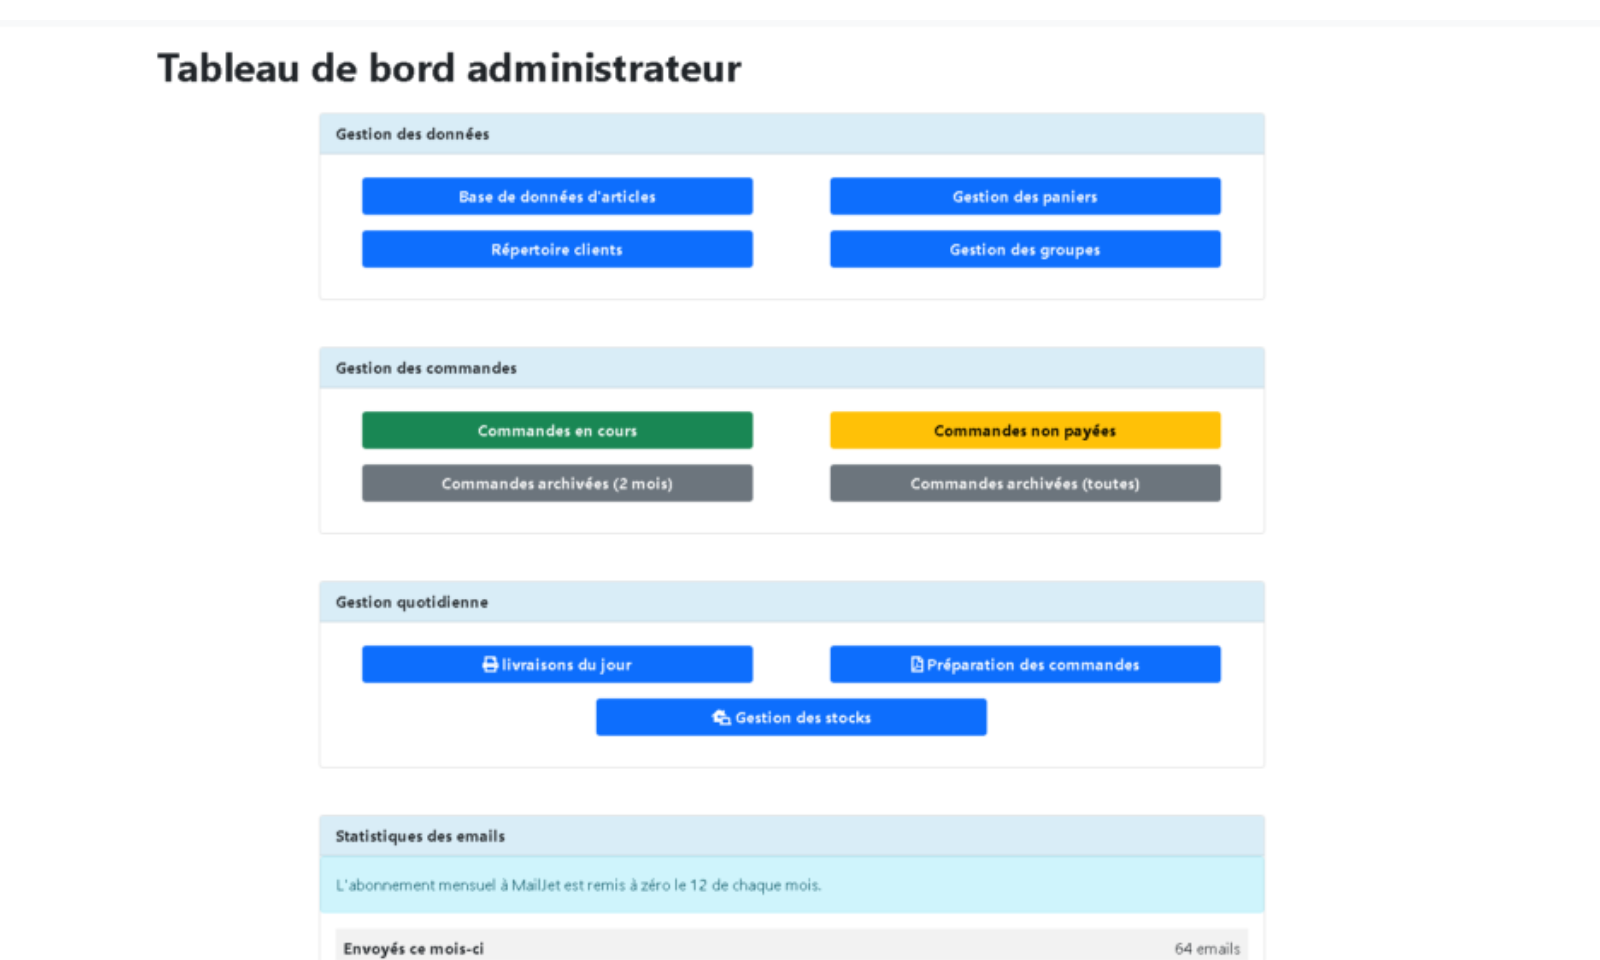 Tableau de bord administrateur
Gestion des données
Base de données d'articles
Gestion des paniers
Répertoire clients
Gestion des groupes
Gestion des commandes
Commandes en cours
Commandes non payées
Commandes archivées (2 mois)
Commandes archivées (toutes)
Gestion quotidienne
livraisons du jour
Préparation des commandes
Gestion des stocks
Statistiques des emails
L'abonnement mensuel à MailJet est remis à zéro le 12 de chaque mois.
Envoyés ce mois-ci 64 emails